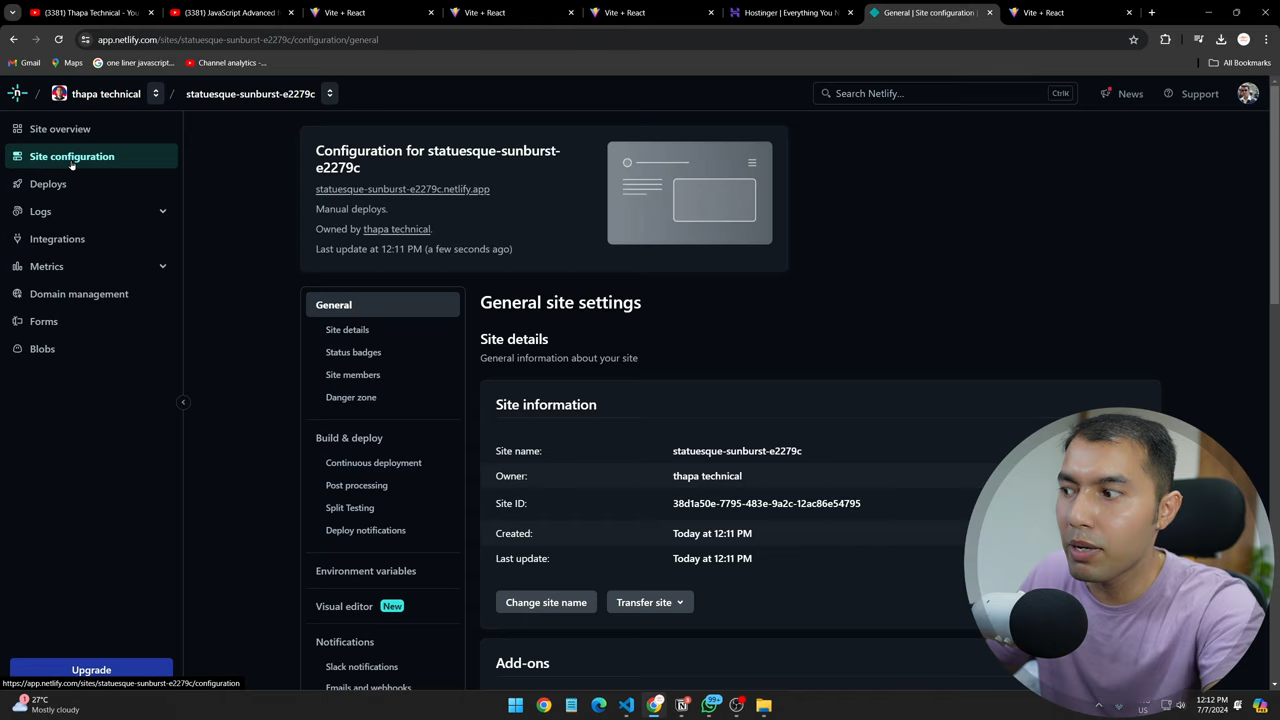 (3381) Thapa Technical - You
(3381) JavaScript Advanced
Vite + React
Vite + React
Vite + React
Hostinger | Everything You N
General | Site configuration
Vite + React
app.netlify.com/sites/statuesque-sunburst-e2279c/configuration/general
Gmail
Maps
one liner javascript...
Channel analytics -...
All Bookmarks
thapa technical
statuesque-sunburst-e2279c
Search Netlify...
Ctrl
News
Support
Site overview
Site configuration
Deploys
Logs
Integrations
Metrics
Domain management
Forms
Blobs
Upgrade
Configuration for statuesque-sunburst-
e2279c
statuesque-sunburst-e2279c.netlify.app
Manual deploys.
Owned by thapa technical.
Last update at 12:11 PM (a few seconds ago)
General
Site details
Status badges
Site members
Danger zone
Build & deploy
Continuous deployment
Post processing
Split Testing
Deploy notifications
Environment variables
Visual editor New
Notifications
Slack notifications
Emails and webhooks
General site settings
Site details
General information about your site
Site information
Site name: statuesque-sunburst-e2279c
Owner: thapa technical
Site ID: 38d1a50e-7795-483e-9a2c-12ac86e54795
Created: Today at 12:11 PM
Last update: Today at 12:11 PM
Change site name
Transfer site
Add-ons
https://app.netlify.com/sites/statuesque-sunburst-e2279c/configuration
27°C
Mostly cloudy
99+
US
12:12 PM
7/7/2024